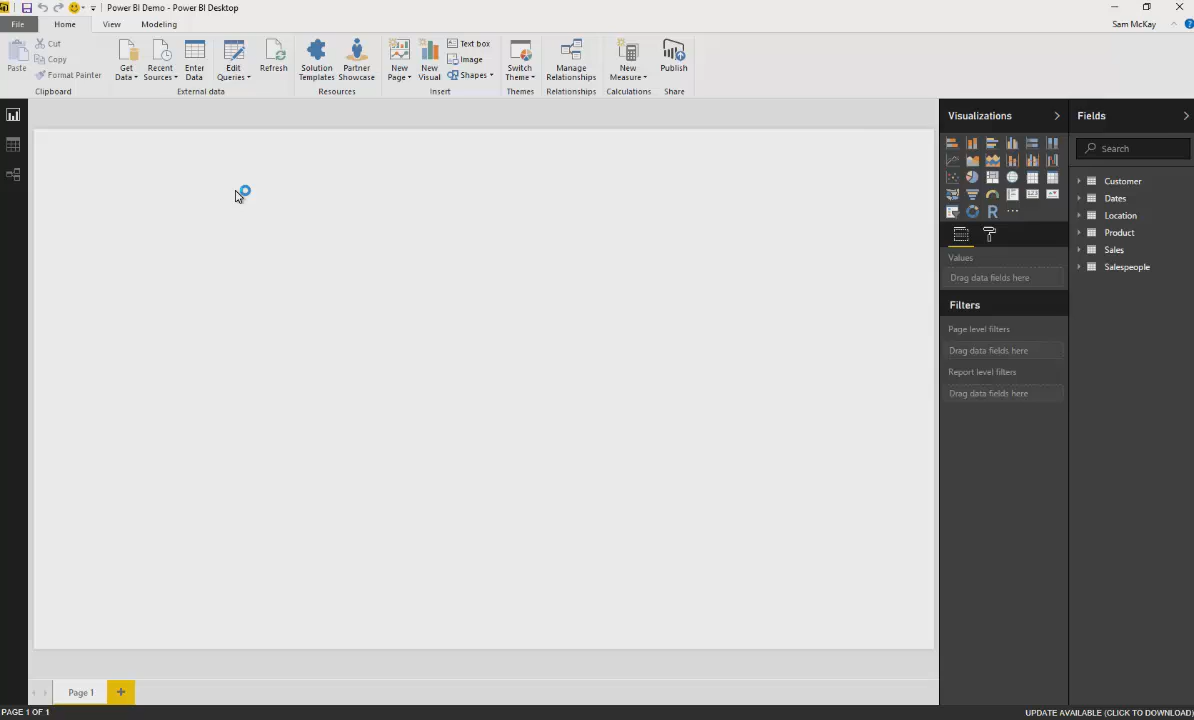 Power BI Demo - Power BI Desktop
File Home View Modeling Sam McKay
Paste
Cut
Copy
Format Painter
Clipboard
Get Data
Recent Sources
Enter Data
Edit Queries
Refresh
External data
Solution Templates
Partner Showcase
Resources
New Page
New Visual
Text box
Image
Shapes
Insert
Switch Theme
Themes
Manage Relationships
Relationships
New Measure
Calculations
Publish
Share
Visualizations
Values
Drag data fields here
Filters
Page level filters
Drag data fields here
Report level filters
Drag data fields here
Fields
Search
Customer
Dates
Location
Product
Sales
Salespeople
Page 1
PAGE 1 OF 1
UPDATE AVAILABLE (CLICK TO DOWNLOAD)